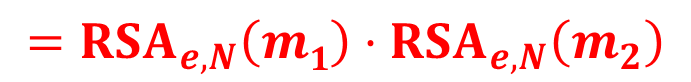 = RSA_{e,N}(m_1) · RSA_{e,N}(m_2)